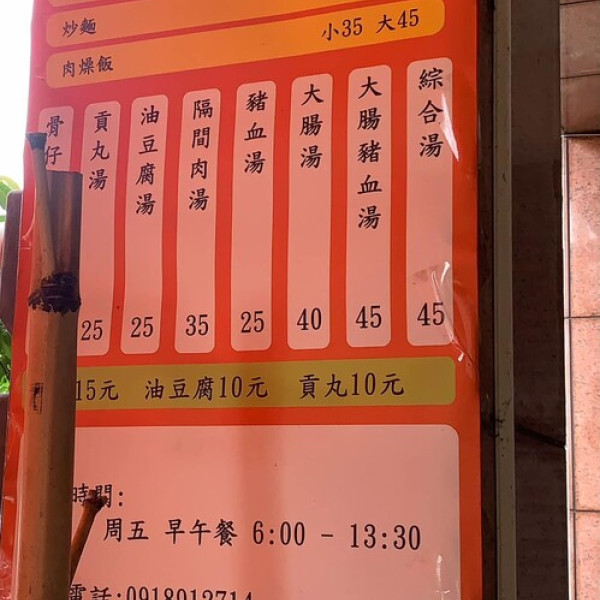 炒麵 小35 大45
肉燥飯
綜合湯 45
大腸豬血湯 45
大腸湯 40
豬血湯 25
隔間肉湯 35
油豆腐湯 25
貢丸湯 25
骨仔
15元 油豆腐10元 貢丸10元
時間:
周五 早午餐 6:00 - 13:30
電話:0918012714